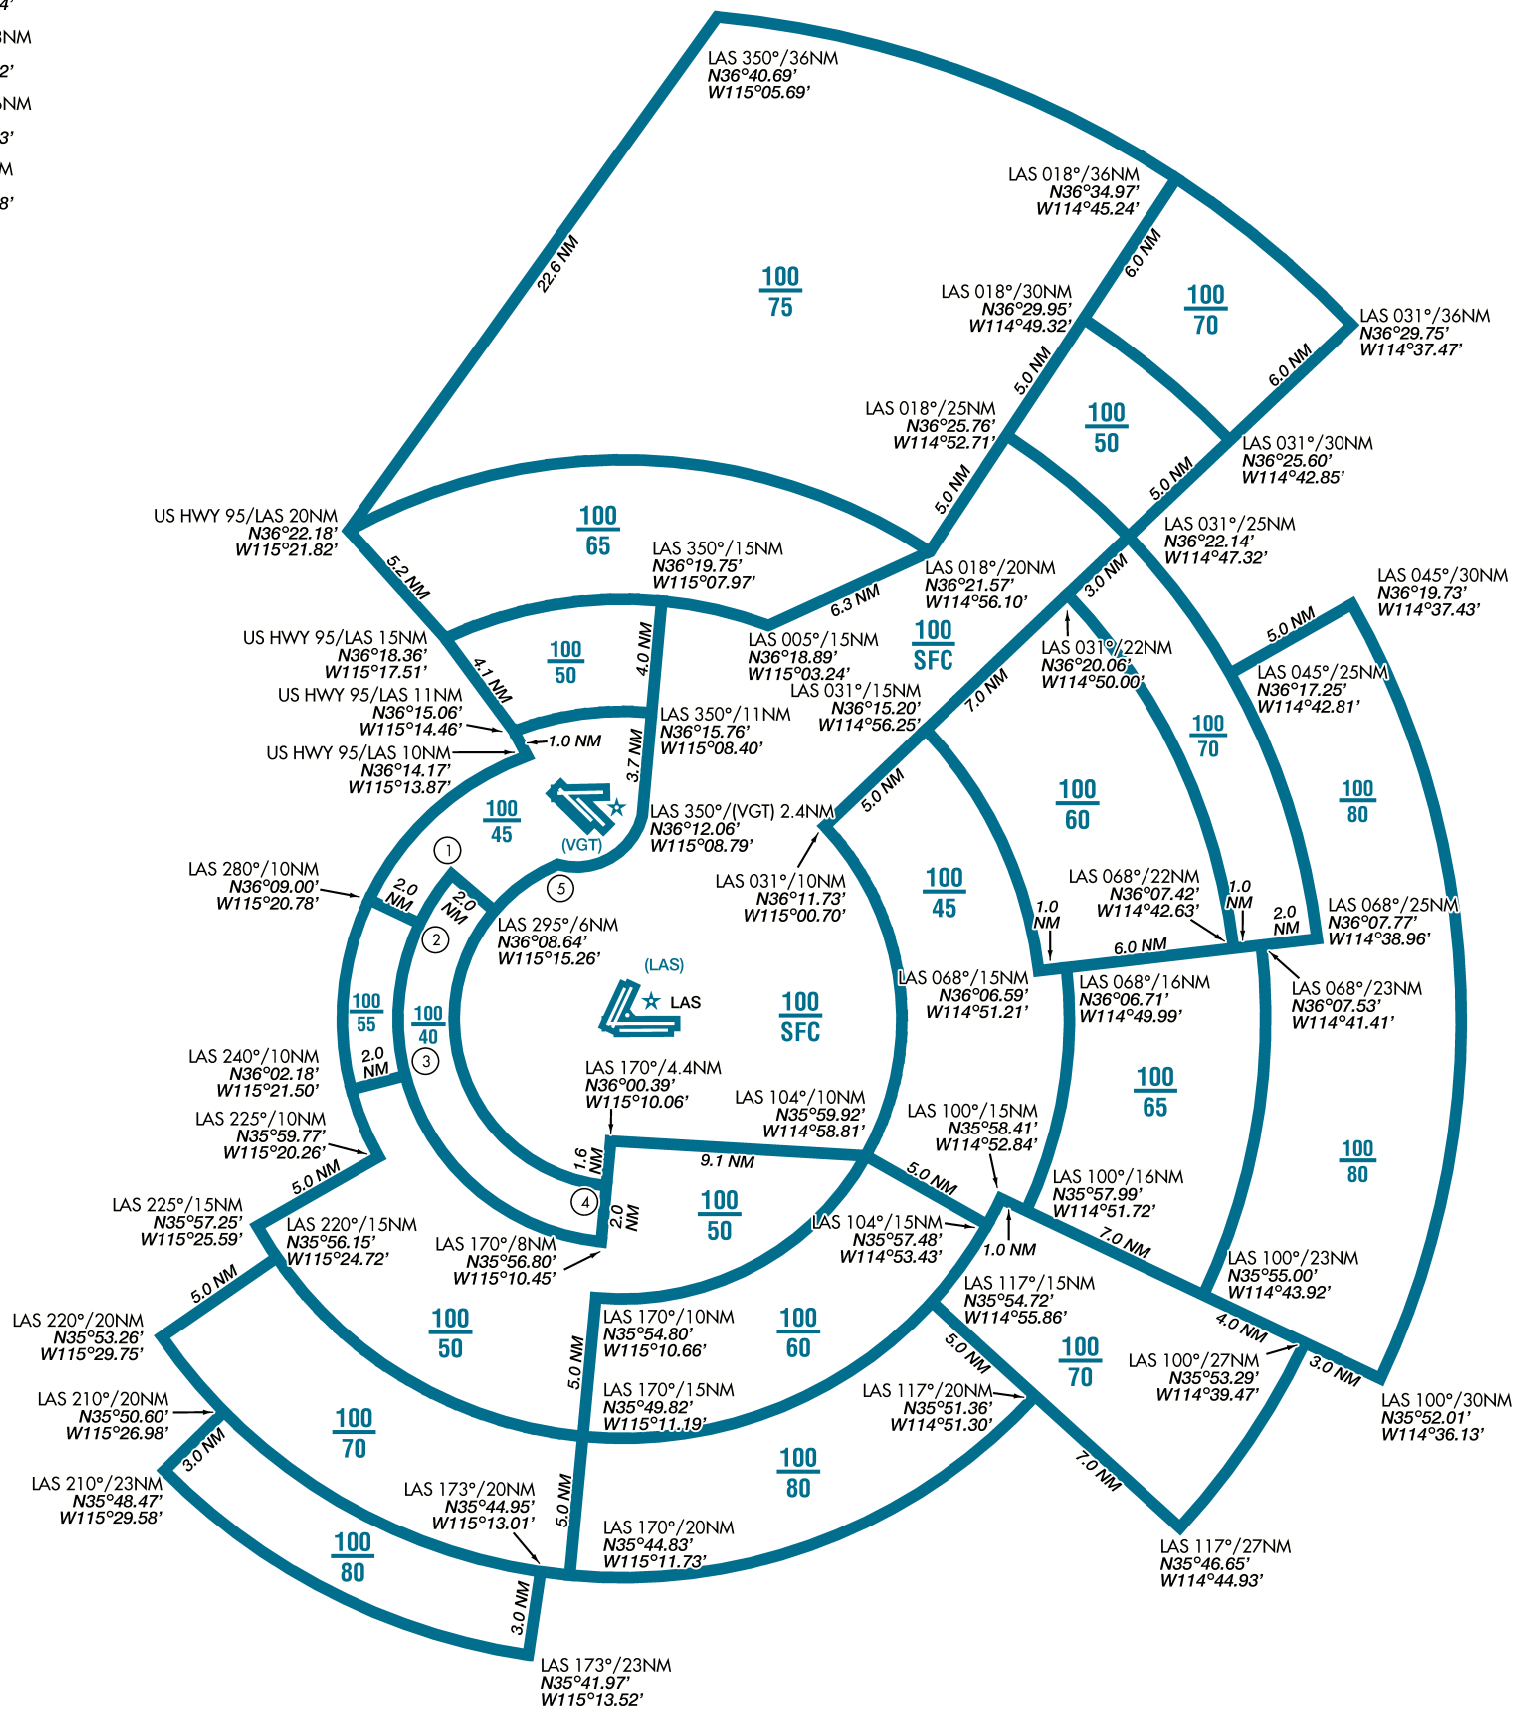 4'
3NM
2'
6NM
3'
M
8'
LAS 350°/36NM
N36°40.69'
W115°05.69'
LAS 018°/36NM
N36°34.97'
W114°45.24'
22.6 NM
6.0 NM
100
75
LAS 018°/30NM
N36°29.95'
W114°49.32'
100
70
LAS 031°/36NM
N36°29.75'
W114°37.47'
5.0 NM
6.0 NM
LAS 018°/25NM
N36°25.76'
W114°52.71'
100
50
LAS 031°/30NM
N36°25.60'
W114°42.85'
5.0 NM
5.0 NM
US HWY 95/LAS 20NM
N36°22.18'
W115°21.82'
100
65
LAS 350°/15NM
N36°19.75'
W115°07.97'
LAS 031°/25NM
N36°22.14'
W114°47.32'
5.2 NM
LAS 018°/20NM
N36°21.57'
W114°56.10'
3.0 NM
LAS 045°/30NM
N36°19.73'
W114°37.43'
6.3 NM
5.0 NM
US HWY 95/LAS 15NM
N36°18.36'
W115°17.51'
100
50
4.0 NM
LAS 005°/15NM
N36°18.89'
W115°03.24'
100
SFC
LAS 031°/22NM
N36°20.06'
W114°50.00'
LAS 045°/25NM
N36°17.25'
W114°42.81'
4.1 NM
US HWY 95/LAS 11NM
N36°15.06'
W115°14.46'
LAS 031°/15NM
N36°15.20'
W114°56.25'
7.0 NM
LAS 350°/11NM
N36°15.76'
W115°08.40'
100
70
US HWY 95/LAS 10NM
N36°14.17'
W115°13.87'
1.0 NM
3.7 NM
5.0 NM
100
60
100
80
100
45
(VGT)
LAS 350°/(VGT) 2.4NM
N36°12.06'
W115°08.79'
1
5
LAS 280°/10NM
N36°09.00'
W115°20.78'
2.0
NM
2.0
NM
LAS 031°/10NM
N36°11.73'
W115°00.70'
100
45
LAS 068°/22NM
N36°07.42'
W114°42.63'
1.0
NM
1.0
NM
2.0
NM
LAS 068°/25NM
N36°07.77'
W114°38.96'
2
LAS 295°/6NM
N36°08.64'
W115°15.26'
6.0 NM
(LAS)
LAS
LAS 068°/15NM
N36°06.59'
W114°51.21'
LAS 068°/16NM
N36°06.71'
W114°49.99'
LAS 068°/23NM
N36°07.53'
W114°41.41'
100
55
100
40
100
SFC
3
LAS 240°/10NM
N36°02.18'
W115°21.50'
2.0
NM
LAS 170°/4.4NM
N36°00.39'
W115°10.06'
LAS 104°/10NM
N35°59.92'
W114°58.81'
100
65
LAS 225°/10NM
N35°59.77'
W115°20.26'
LAS 100°/15NM
N35°58.41'
W114°52.84'
100
80
1.6
NM
9.1 NM
5.0 NM
5.0 NM
4
2.0
NM
LAS 100°/16NM
N35°57.99'
W114°51.72'
LAS 225°/15NM
N35°57.25'
W115°25.59'
LAS 220°/15NM
N35°56.15'
W115°24.72'
LAS 170°/8NM
N35°56.80'
W115°10.45'
100
50
LAS 104°/15NM
N35°57.48'
W114°53.43'
1.0 NM
7.0 NM
LAS 100°/23NM
N35°55.00'
W114°43.92'
5.0 NM
LAS 117°/15NM
N35°54.72'
W114°55.86'
LAS 220°/20NM
N35°53.26'
W115°29.75'
100
50
LAS 170°/10NM
N35°54.80'
W115°10.66'
100
60
4.0 NM
5.0 NM
100
70
LAS 100°/27NM
N35°53.29'
W114°39.47'
3.0 NM
5.0 NM
LAS 210°/20NM
N35°50.60'
W115°26.98'
LAS 170°/15NM
N35°49.82'
W115°11.19'
LAS 117°/20NM
N35°51.36'
W114°51.30'
LAS 100°/30NM
N35°52.01'
W114°36.13'
100
70
3.0 NM
100
80
7.0 NM
LAS 210°/23NM
N35°48.47'
W115°29.58'
LAS 173°/20NM
N35°44.95'
W115°13.01'
5.0 NM
LAS 170°/20NM
N35°44.83'
W115°11.73'
100
80
LAS 117°/27NM
N35°46.65'
W114°44.93'
3.0 NM
LAS 173°/23NM
N35°41.97'
W115°13.52'